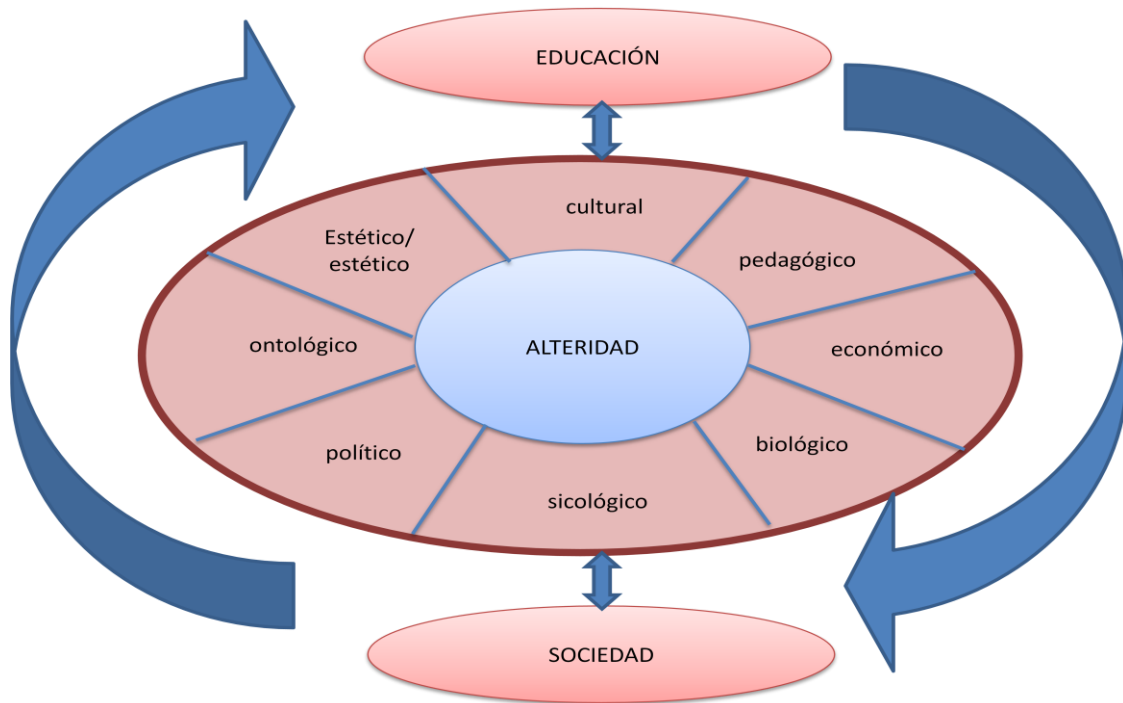 EDUCACIÓN
cultural
Estético/
estético
pedagógico
ontológico
ALTERIDAD
económico
político
biológico
sicológico
SOCIEDAD